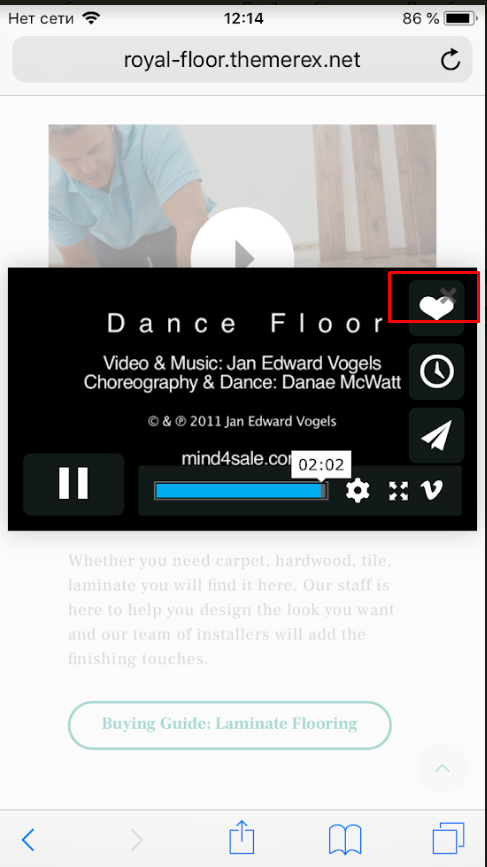 Нет сети 12:14 86 %
royal-floor.themerex.net
Dance Floor
Video & Music: Jan Edward Vogels
Choreography & Dance: Danae McWatt
© & ℗ 2011 Jan Edward Vogels
mind4sale.com
02:02
Whether you need carpet, hardwood, tile,
laminate you will find it here. Our staff is
here to help you design the look you want
and our team of installers will add the
finishing touches.
Buying Guide: Laminate Flooring